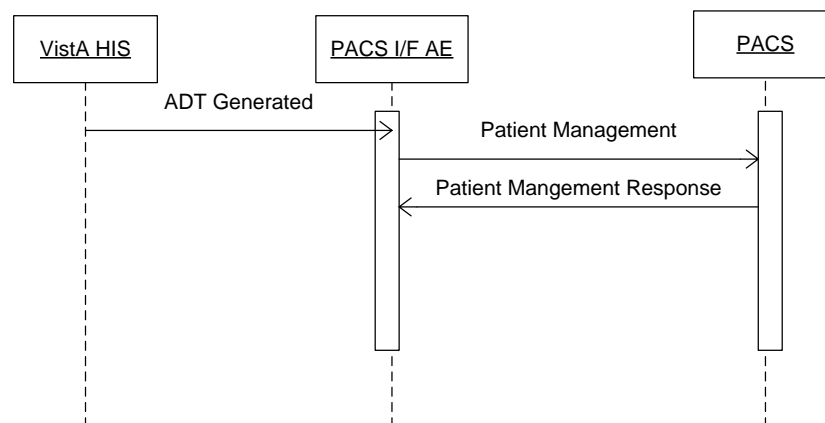 VistA HIS
PACS I/F AE
PACS
ADT Generated
Patient Management
Patient Mangement Response